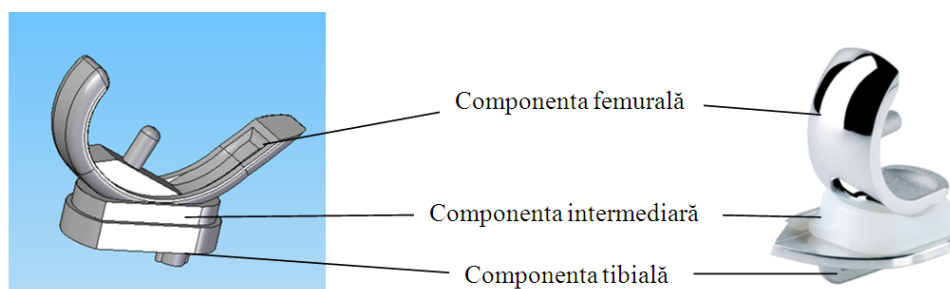 Componenta femurală
Componenta intermediară
Componenta tibială